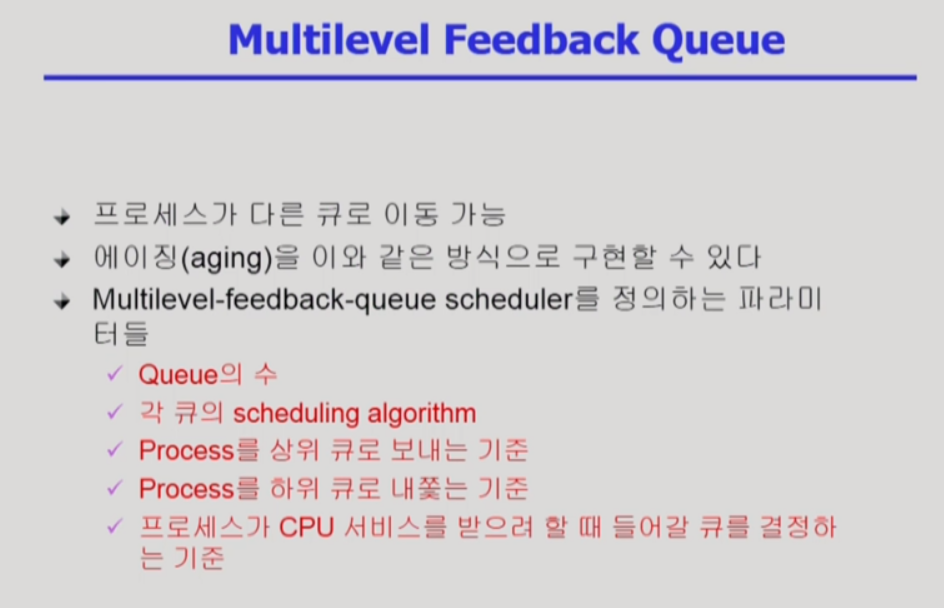 Multilevel Feedback Queue
프로세스가 다른 큐로 이동 가능
에이징(aging)을 이와 같은 방식으로 구현할 수 있다
Multilevel-feedback-queue scheduler를 정의하는 파라미
터들
Queue의 수
각 큐의 scheduling algorithm
Process를 상위 큐로 보내는 기준
Process를 하위 큐로 내쫓는 기준
프로세스가 CPU 서비스를 받으려 할 때 들어갈 큐를 결정하
는 기준